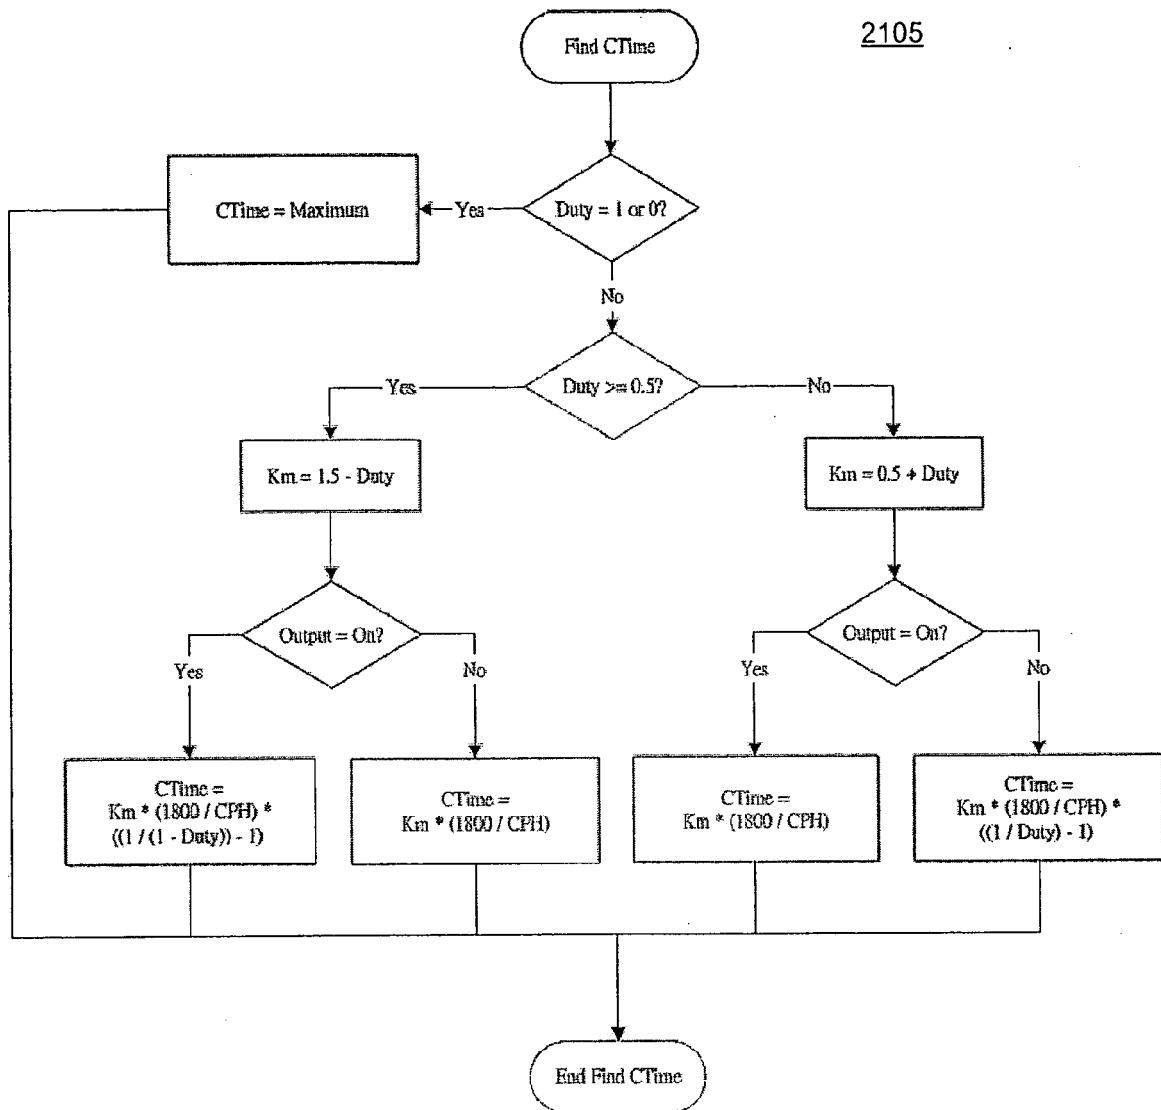 2105
Find CTime
Duty = 1 or 0?
Yes
CTime = Maximum
No
Duty >= 0.5?
Yes
No
Km = 1.5 - Duty
Km = 0.5 + Duty
Output = On?
Output = On?
Yes
No
Yes
No
CTime =
Km * (1800 / CPH) *
((1 / (1 - Duty)) - 1)
CTime =
Km * (1800 / CPH)
CTime =
Km * (1800 / CPH)
CTime =
Km * (1800 / CPH) *
((1 / Duty) - 1)
End Find CTime